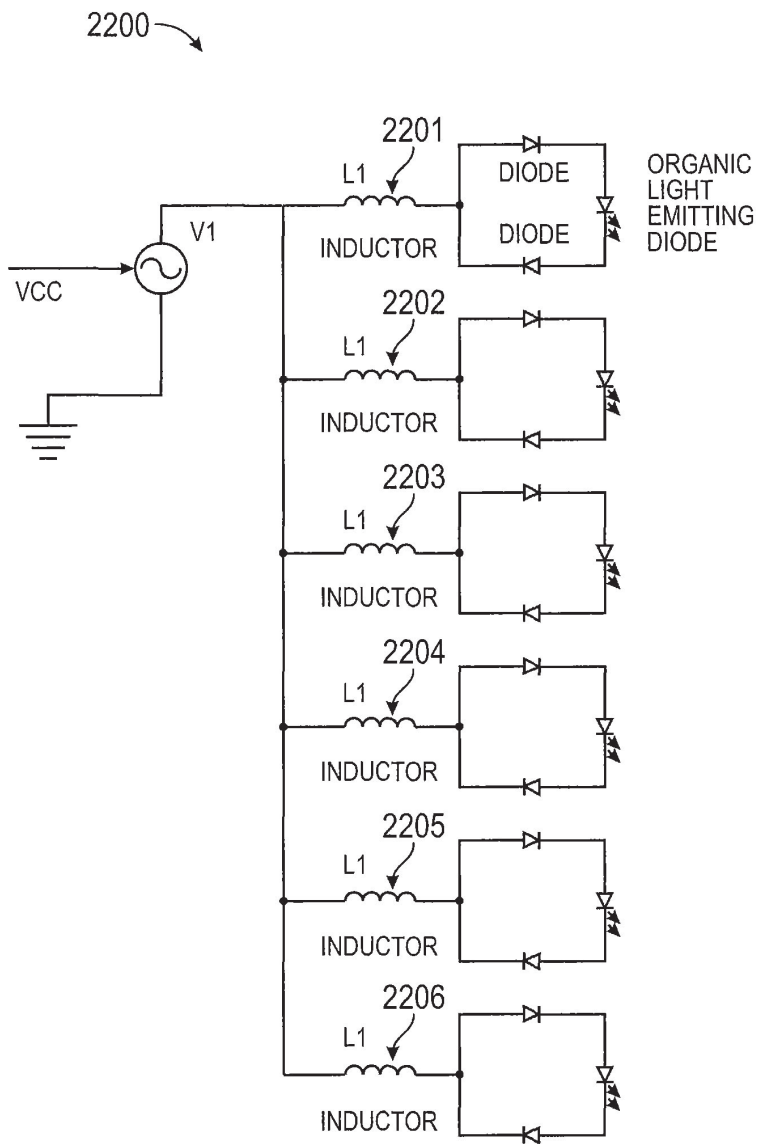 2200
2201
L1
DIODE
ORGANIC
LIGHT
EMITTING
DIODE
V1
INDUCTOR
DIODE
VCC
2202
L1
INDUCTOR
2203
L1
INDUCTOR
2204
L1
INDUCTOR
2205
L1
INDUCTOR
2206
L1
INDUCTOR